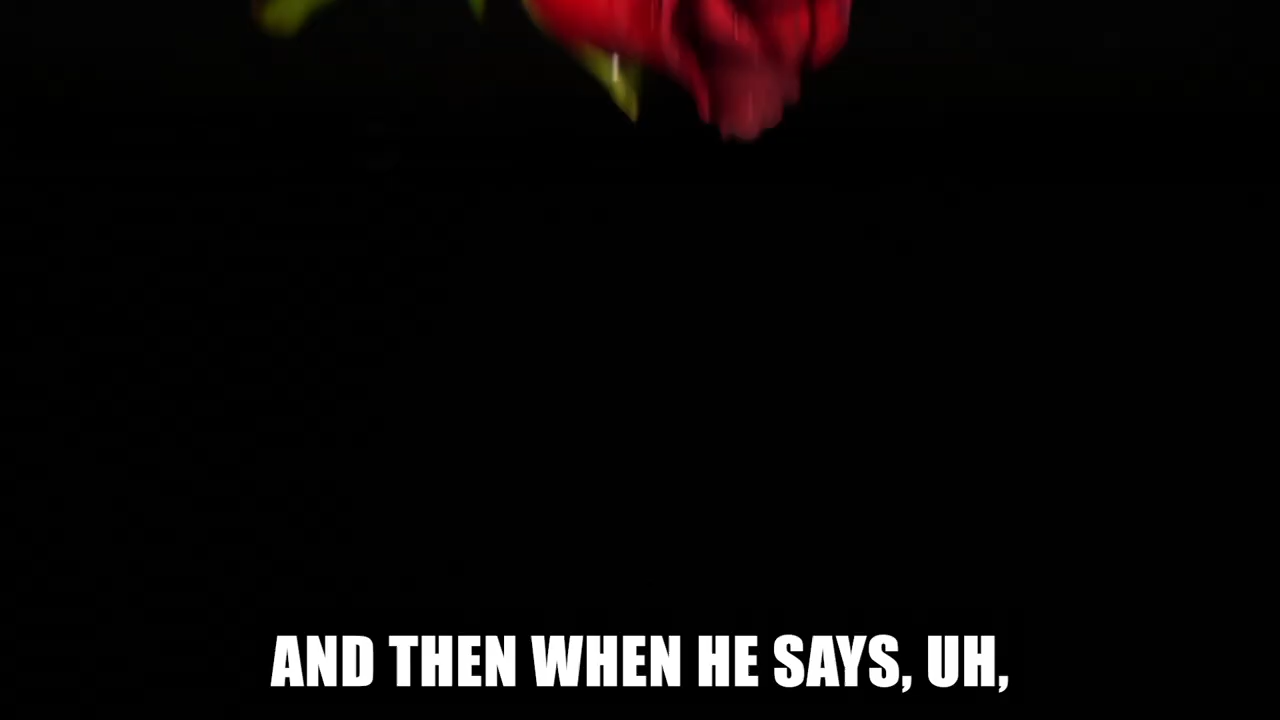 AND THEN WHEN HE SAYS, UH,